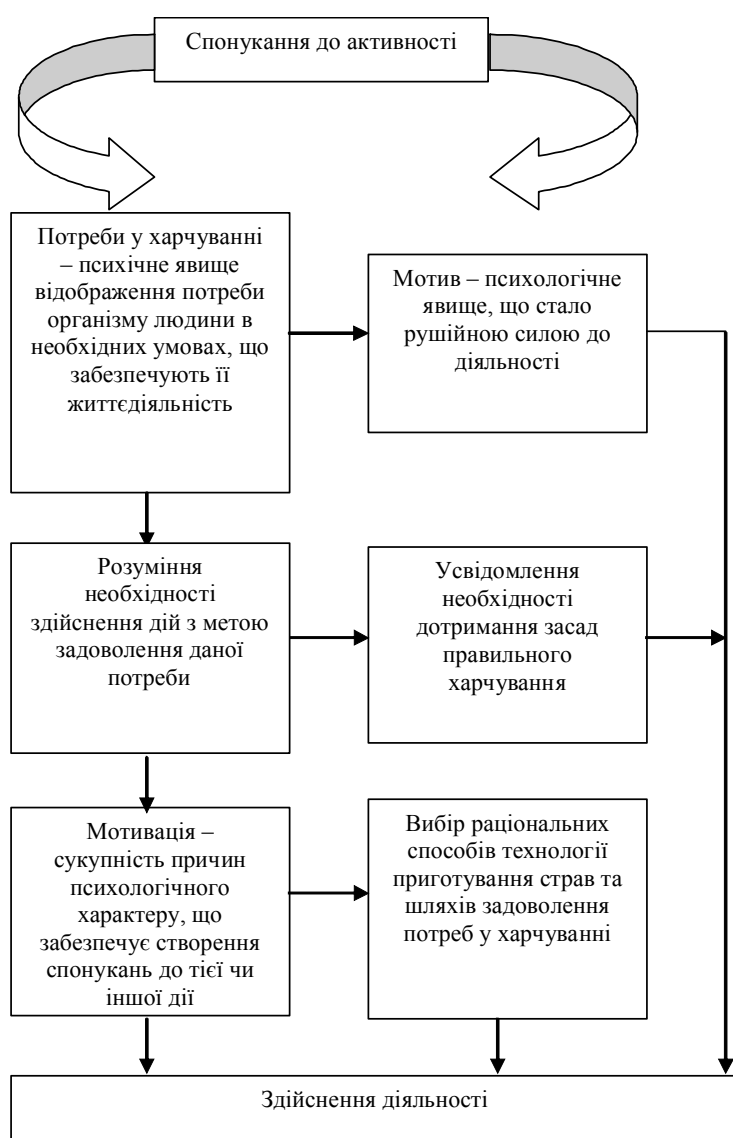 Спонукання до активності
Потреби у харчуванні
– психічне явище
відображення потреби
організму людини в
необхідних умовах, що
забезпечують її
життєдіяльність
Мотив – психологічне
явище, що стало
рушійною силою до
діяльності
Розуміння
необхідності
здійснення дій з метою
задоволення даної
потреби
Усвідомлення
необхідності
дотримання засад
правильного
харчування
Мотивація –
сукупність причин
психологічного
характеру, що
забезпечує створення
спонукань до тієї чи
іншої дії
Вибір раціональних
способів технології
приготування страв та
шляхів задоволення
потреб у харчуванні
Здійснення діяльності